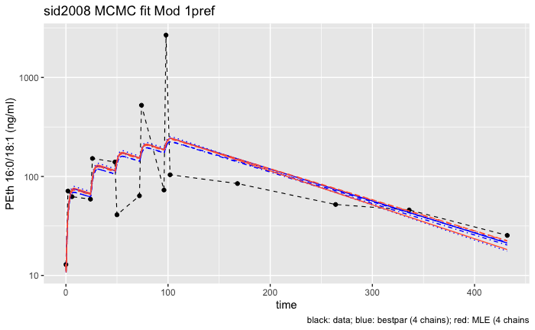 sid2008 MCMC fit Mod 1pref
PEth 16:0/18:1 (ng/ml)
1000
100
10
0
100
200
300
400
time
black: data; blue: bestpar (4 chains); red: MLE (4 chains